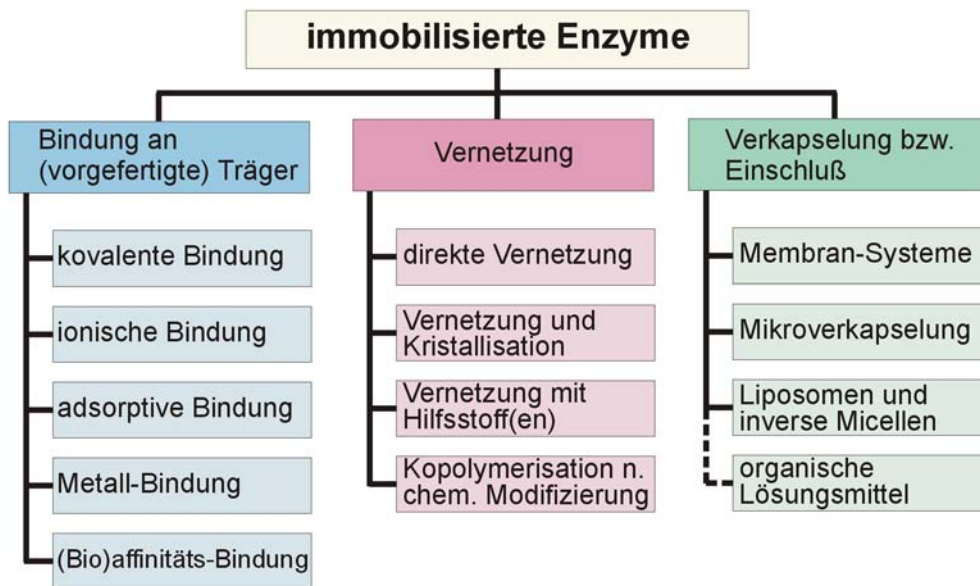 immobilisierte Enzyme
Bindung an
(vorgefertigte) Träger
kovalente Bindung
ionische Bindung
adsorptive Bindung
Metall-Bindung
(Bio)affinitäts-Bindung
Vernetzung
direkte Vernetzung
Vernetzung und
Kristallisation
Vernetzung mit
Hilfsstoff(en)
Kopolymerisation n.
chem. Modifizierung
Verkapselung bzw.
Einschluß
Membran-Systeme
Mikroverkapselung
Liposomen und
inverse Micellen
organische
Lösungsmittel